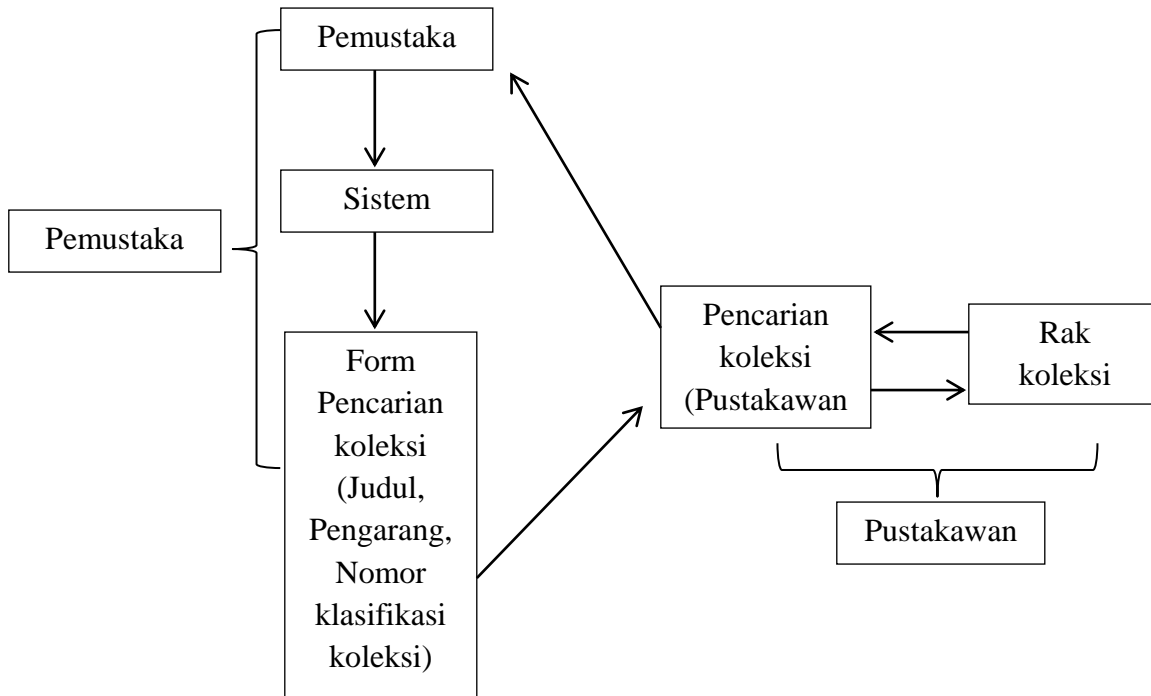 Pemustaka
Sistem
Pemustaka
Form
Pencarian
koleksi
(Judul,
Pengarang,
Nomor
klasifikasi
koleksi)
Pencarian
koleksi
(Pustakawan
Rak
koleksi
Pustakawan